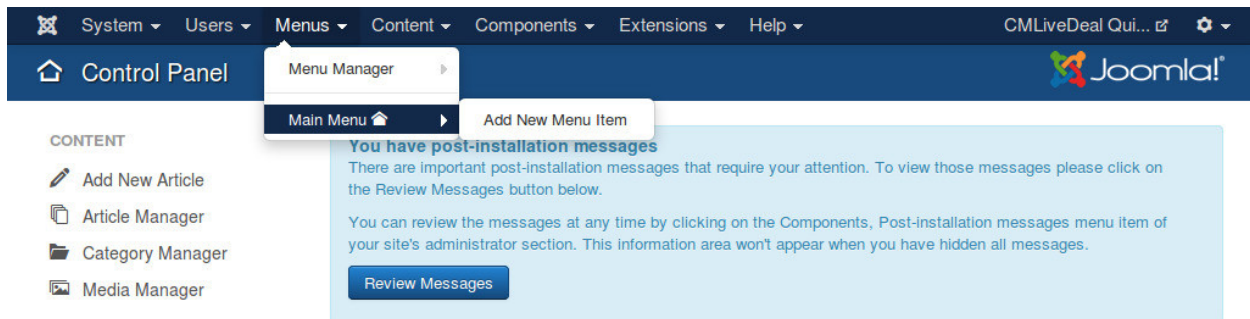 System Users Menus Content Components Extensions Help CMLiveDeal Qui...
Control Panel
Joomla!
Menu Manager
Main Menu
Add New Menu Item
CONTENT
Add New Article
Article Manager
Category Manager
Media Manager
You have post-installation messages
There are important post-installation messages that require your attention. To view those messages please click on
the Review Messages button below.
You can review the messages at any time by clicking on the Components, Post-installation messages menu item of
your site's administrator section. This information area won't appear when you have hidden all messages.
Review Messages